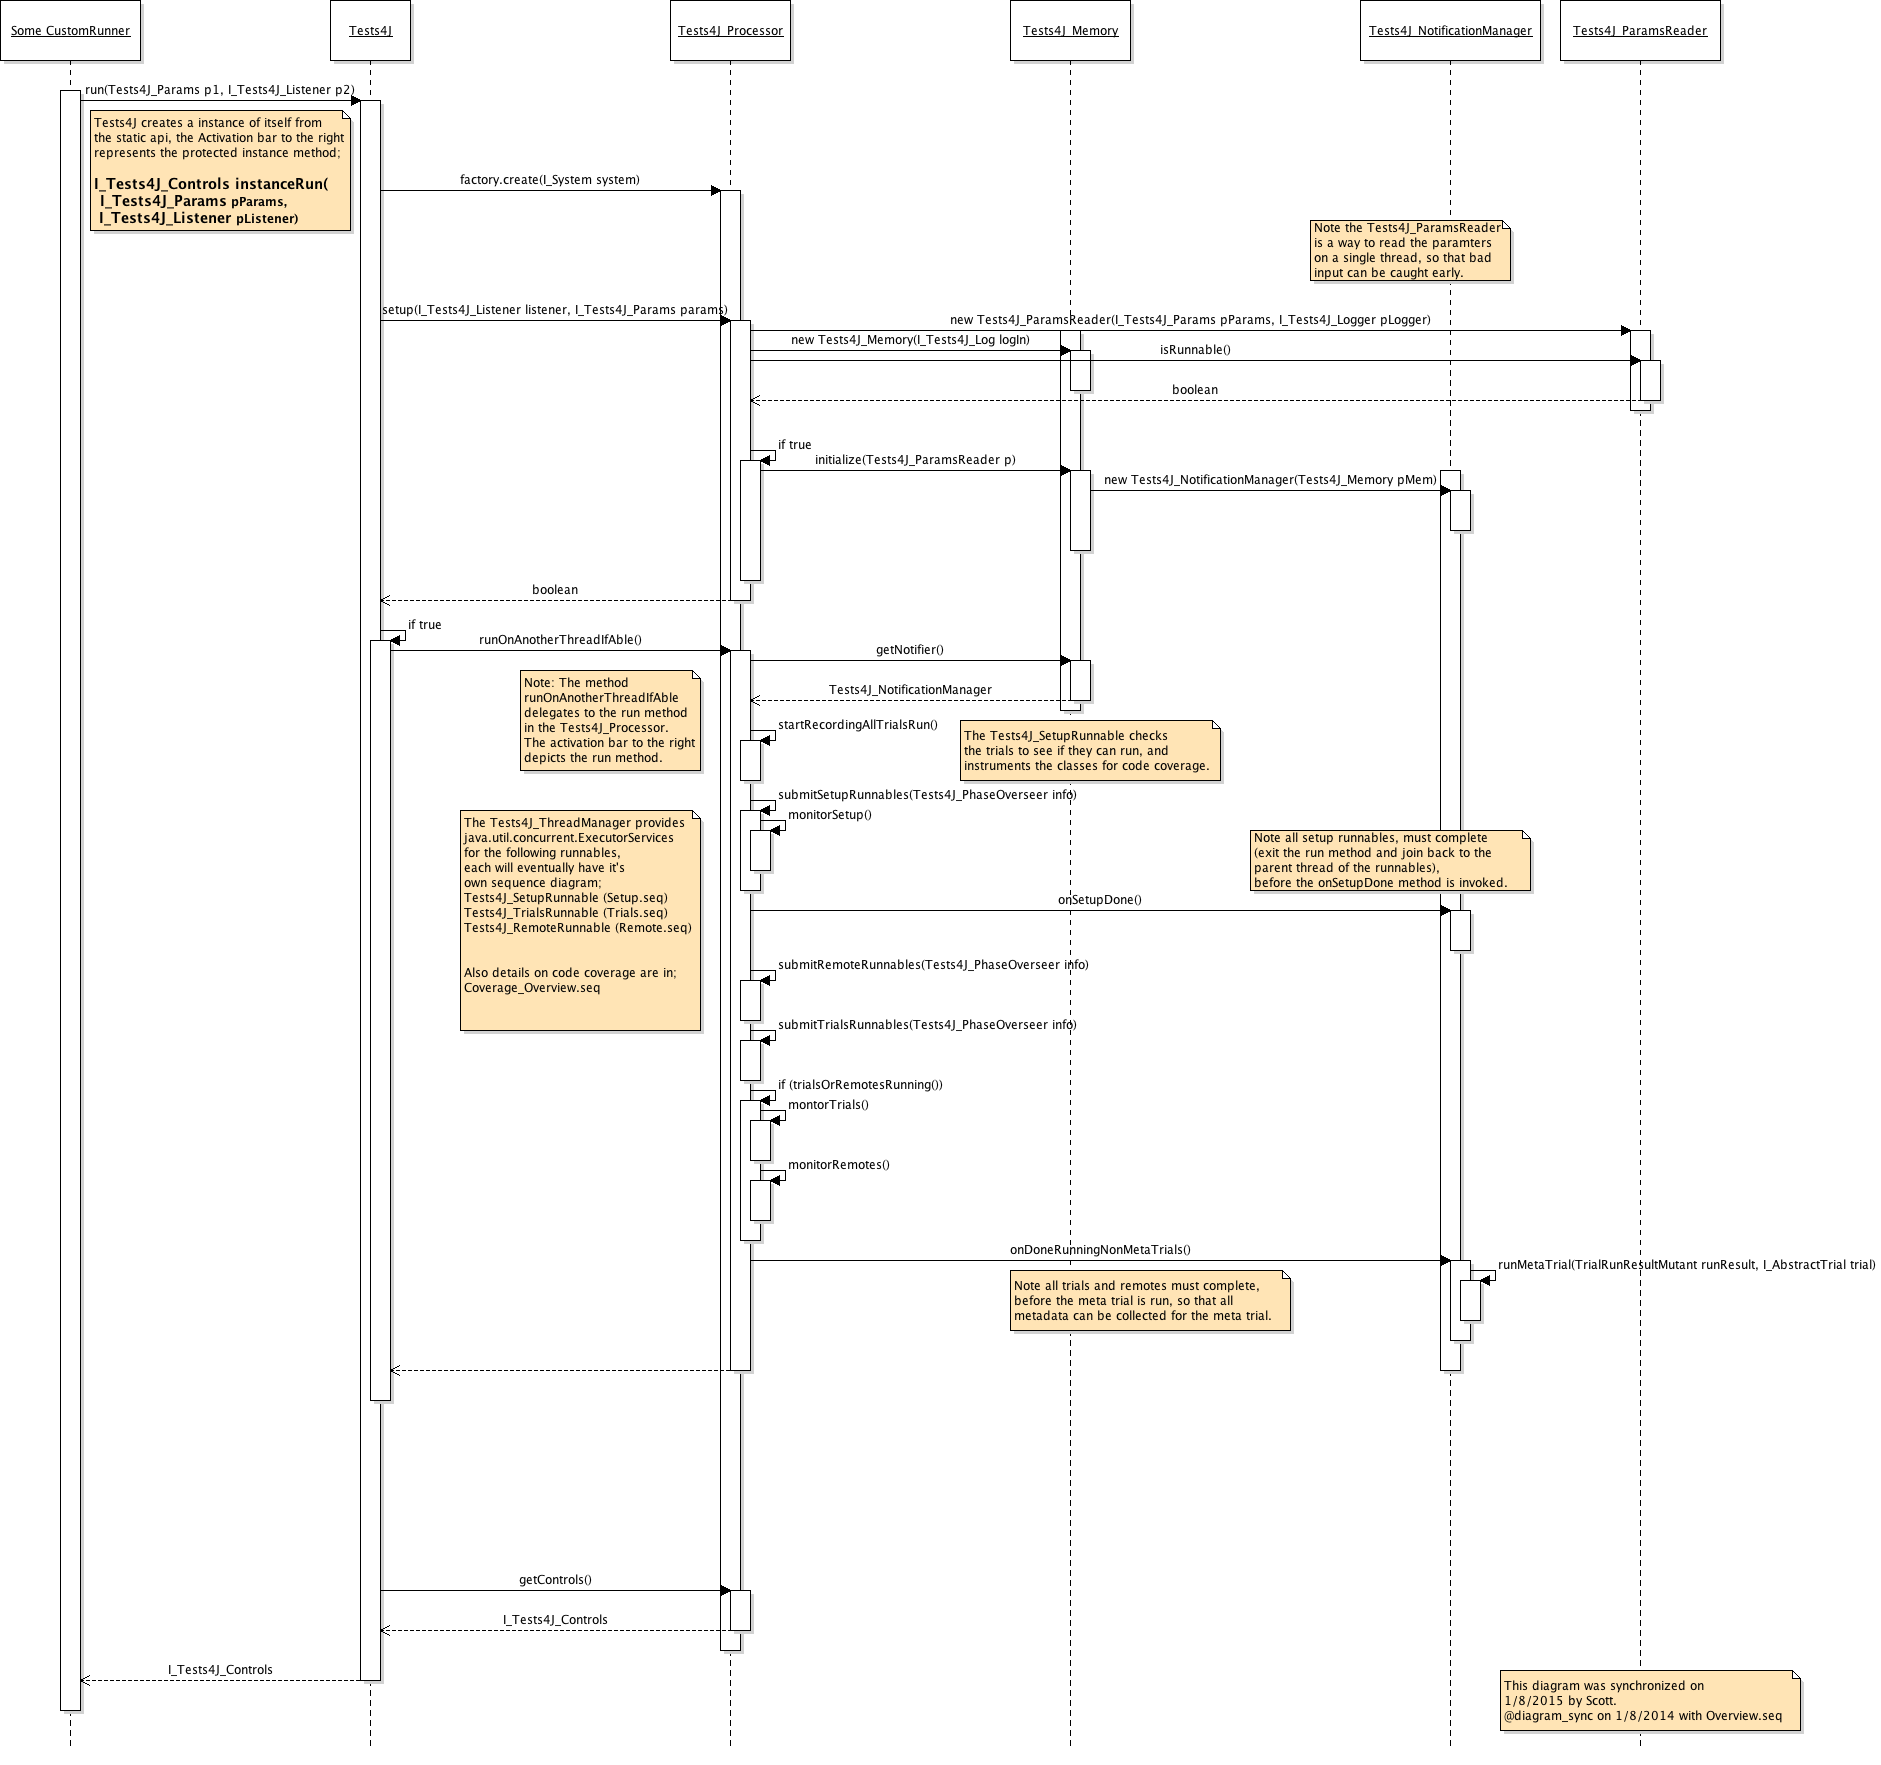 Some CustomRunner
Tests4J
Tests4J_Processor
Tests4J_Memory
Tests4J_NotificationManager
Tests4J_ParamsReader
run(Tests4J_Params p1, I_Tests4J_Listener p2)
Tests4J creates a instance of itself from
the static api, the Activation bar to the right
represents the protected instance method;
I_Tests4J_Controls instanceRun(
I_Tests4J_Params pParams,
I_Tests4J_Listener pListener)
factory.create(I_System system)
Note the Tests4J_ParamsReader
is a way to read the paramters
on a single thread, so that bad
input can be caught early.
setup(I_Tests4J_Listener listener, I_Tests4J_Params params)
new Tests4J_ParamsReader(I_Tests4J_Params pParams, I_Tests4J_Logger pLogger)
new Tests4J_Memory(I_Tests4J_Log logIn)
isRunnable()
boolean
if true
initialize(Tests4J_ParamsReader p)
new Tests4J_NotificationManager(Tests4J_Memory pMem)
boolean
if true
runOnAnotherThreadIfAble()
getNotifier()
Note: The method
runOnAnotherThreadIfAble
delegates to the run method
in the Tests4J_Processor.
The activation bar to the right
depicts the run method.
Tests4J_NotificationManager
startRecordingAllTrialsRun()
The Tests4J_SetupRunnable checks
the trials to see if they can run, and
instruments the classes for code coverage.
submitSetupRunnables(Tests4J_PhaseOverseer info)
monitorSetup()
The Tests4J_ThreadManager provides
java.util.concurrent.ExecutorServices
for the following runnables,
each will eventually have it's
own sequence diagram;
Tests4J_SetupRunnable (Setup.seq)
Tests4J_TrialsRunnable (Trials.seq)
Tests4J_RemoteRunnable (Remote.seq)
Also details on code coverage are in;
Coverage_Overview.seq
Note all setup runnables, must complete
(exit the run method and join back to the
parent thread of the runnables),
before the onSetupDone method is invoked.
onSetupDone()
submitRemoteRunnables(Tests4J_PhaseOverseer info)
submitTrialsRunnables(Tests4J_PhaseOverseer info)
if (trialsOrRemotesRunning())
montorTrials()
monitorRemotes()
onDoneRunningNonMetaTrials()
runMetaTrial(TrialRunResultMutant runResult, I_AbstractTrial trial)
Note all trials and remotes must complete,
before the meta trial is run, so that all
metadata can be collected for the meta trial.
getControls()
I_Tests4J_Controls
I_Tests4J_Controls
This diagram was synchronized on
1/8/2015 by Scott.
@diagram_sync on 1/8/2014 with Overview.seq